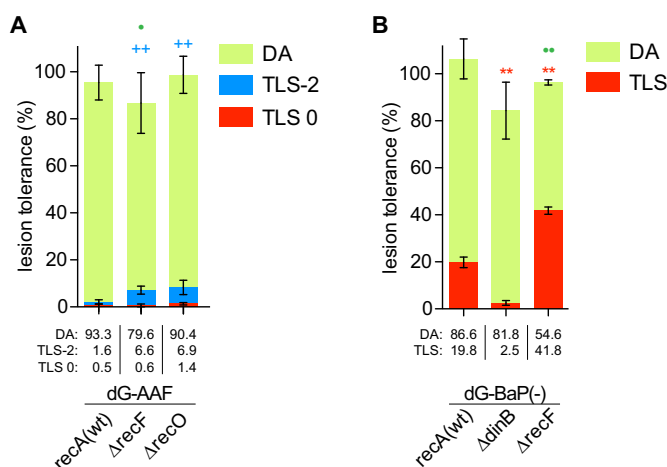 A
lesion tolerance (%)
100
80
60
40
20
0
++
++
DA
TLS-2
TLS 0
DA: 93.3 79.6 90.4
TLS-2: 1.6 6.6 6.9
TLS 0: 0.5 0.6 1.4
dG-AAF
recA(wt)
ΔrecF
ΔrecO
B
lesion tolerance (%)
100
80
60
40
20
0
**
**
DA
TLS
DA: 86.6 81.8 54.6
TLS: 19.8 2.5 41.8
dG-BaP(-)
recA(wt)
ΔdinB
ΔrecF